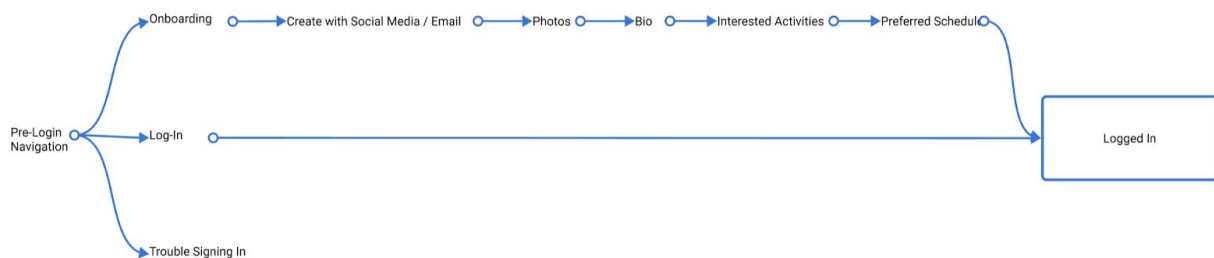 Onboarding
Create with Social Media / Email
Photos
Bio
Interested Activities
Preferred Schedule
Pre-Login
Navigation
Log-In
Logged In
Trouble Signing In